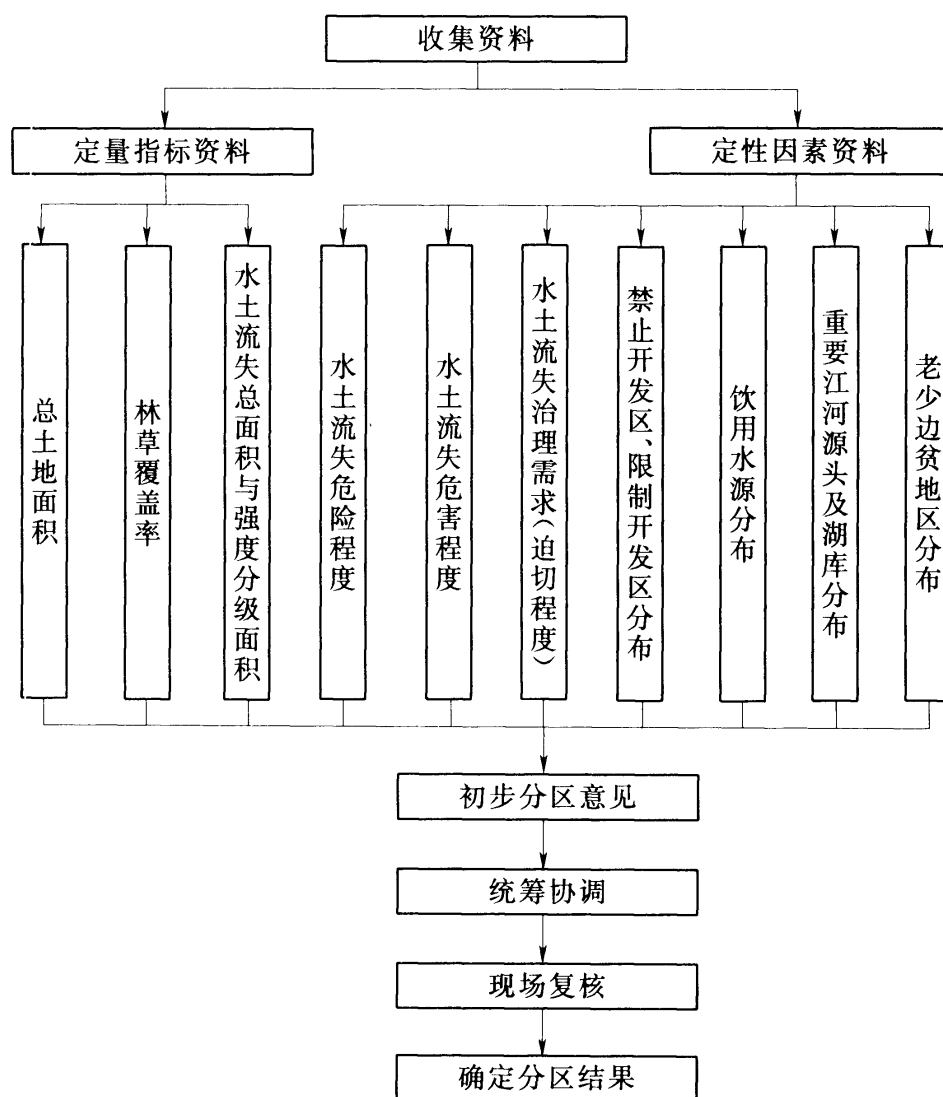 收集资料
定量指标资料
定性因素资料
总土地面积
林草覆盖率
水土流失总面积与强度分级面积
水土流失危险程度
水土流失危害程度
水土流失治理需求(迫切程度)
禁止开发区、限制开发区分布
饮用水源分布
重要江河源头及湖库分布
老少边贫地区分布
初步分区意见
统筹协调
现场复核
确定分区结果